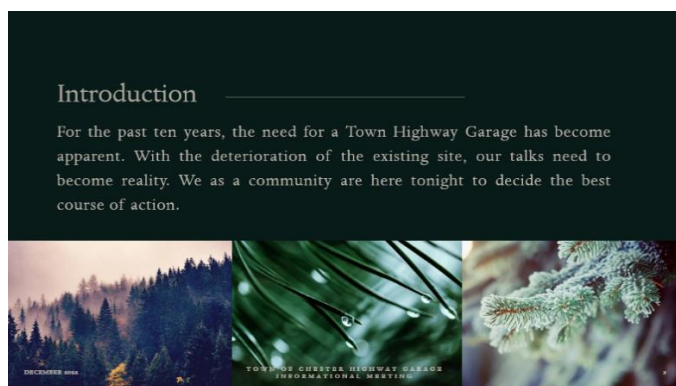 Introduction
For the past ten years, the need for a Town Highway Garage has become
apparent. With the deterioration of the existing site, our talks need to
become reality. We as a community are here tonight to decide the best
course of action.
TOWN OF CHESTER HIGHWAY GARAGE
INFORMATIONAL MEETING
DECEMBER